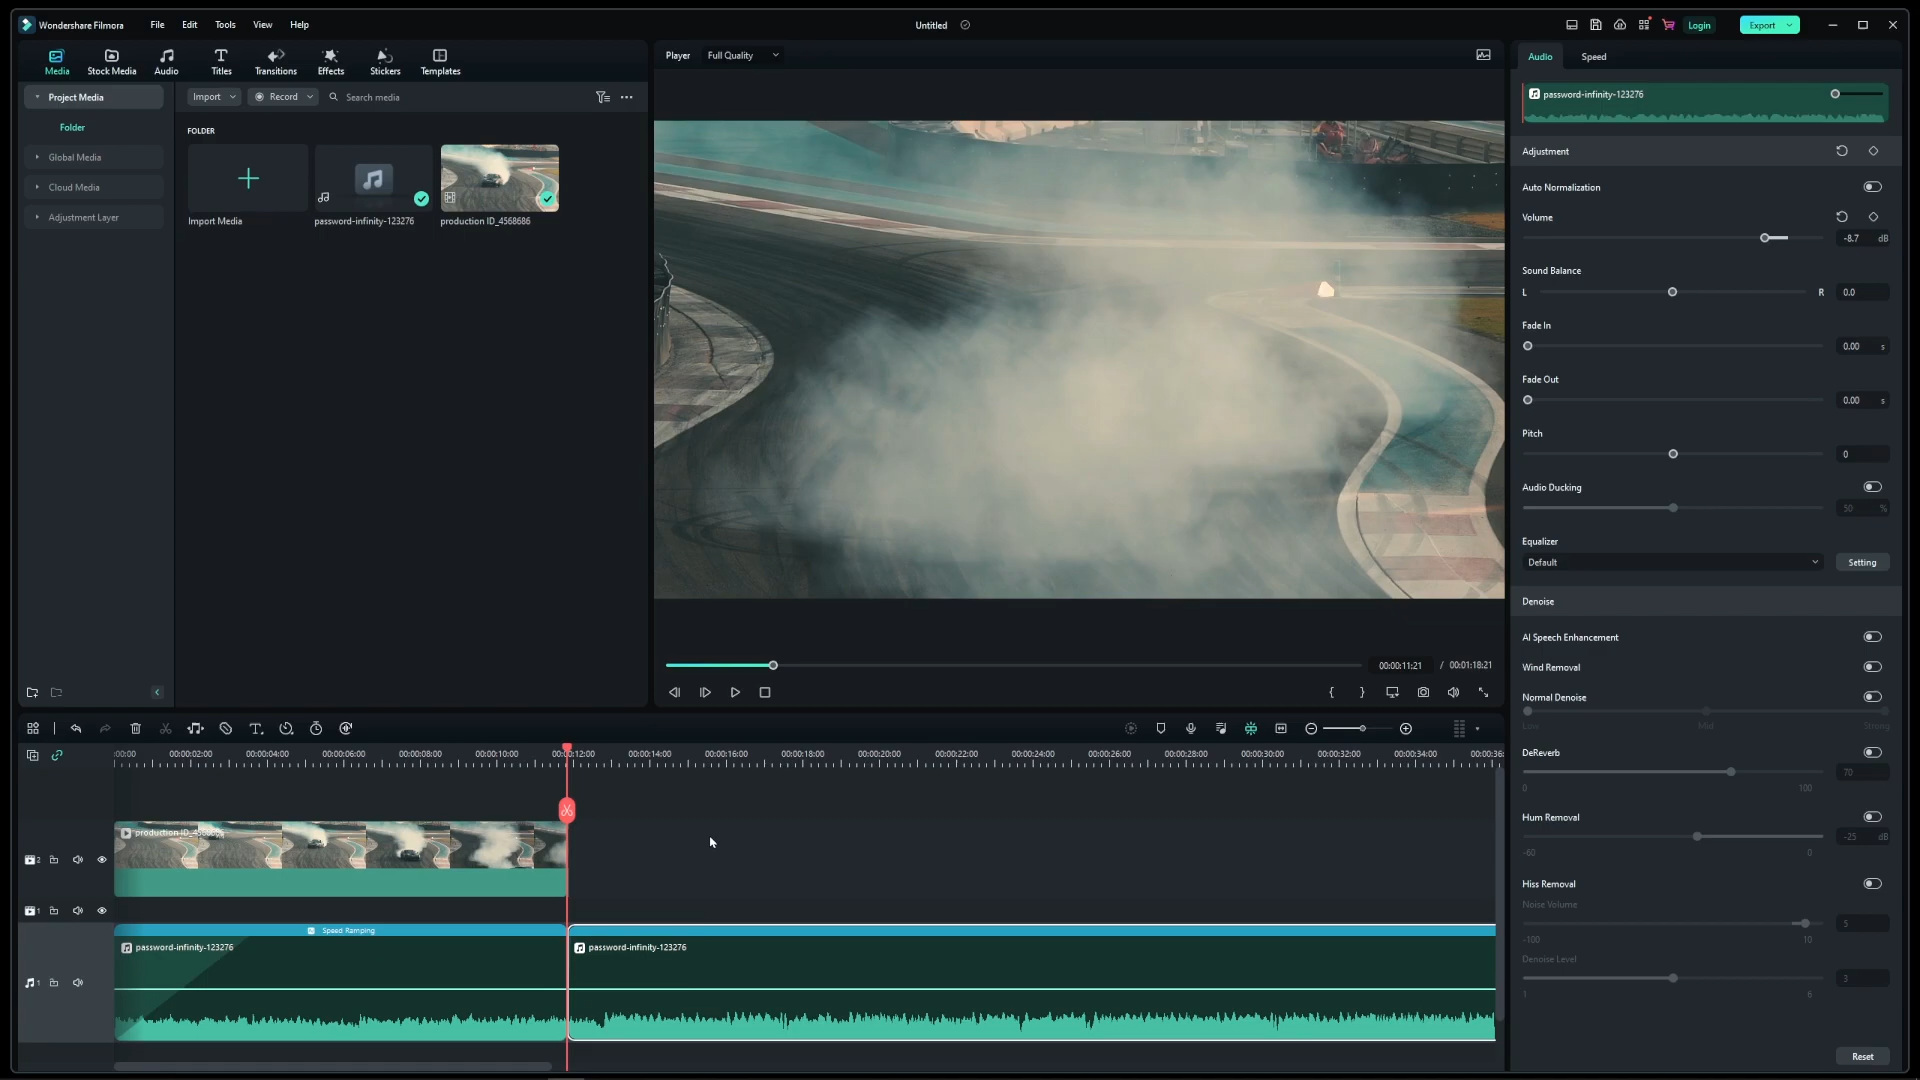 Wondershare Filmora
File
Edit
Tools
View
Help
Untitled
Login
Export
Media
Stock Media
Audio
Titles
Transitions
Effects
Stickers
Templates
Project Media
Folder
Global Media
Cloud Media
Adjustment Layer
Import
Record
Search media
FOLDER
Import Media
password-infinity-123276
production ID_4568686
Player
Full Quality
00:00:11:21 / 00:01:18:21
{
}
Audio
Speed
password-infinity-123276
Adjustment
Auto Normalization
Volume
-8.7 dB
Sound Balance
L
R
0.0
Fade In
0.00 s
Fade Out
0.00 s
Pitch
0
Audio Ducking
50 %
Equalizer
Default
Setting
Denoise
AI Speech Enhancement
Wind Removal
Normal Denoise
Low
Mid
Strong
DeReverb
70
0
100
Hum Removal
-25 dB
-60
0
Hiss Removal
Noise Volume
5
-100
10
Denoise Level
3
1
6
Reset
:00:00
00:00:02:00
00:00:04:00
00:00:06:00
00:00:08:00
00:00:10:00
00:00:12:00
00:00:14:00
00:00:16:00
00:00:18:00
00:00:20:00
00:00:22:00
00:00:24:00
00:00:26:00
00:00:28:00
00:00:30:00
00:00:32:00
00:00:34:00
00:00:36:
production ID_4568686
2
1
Speed Ramping
password-infinity-123276
password-infinity-123276
1